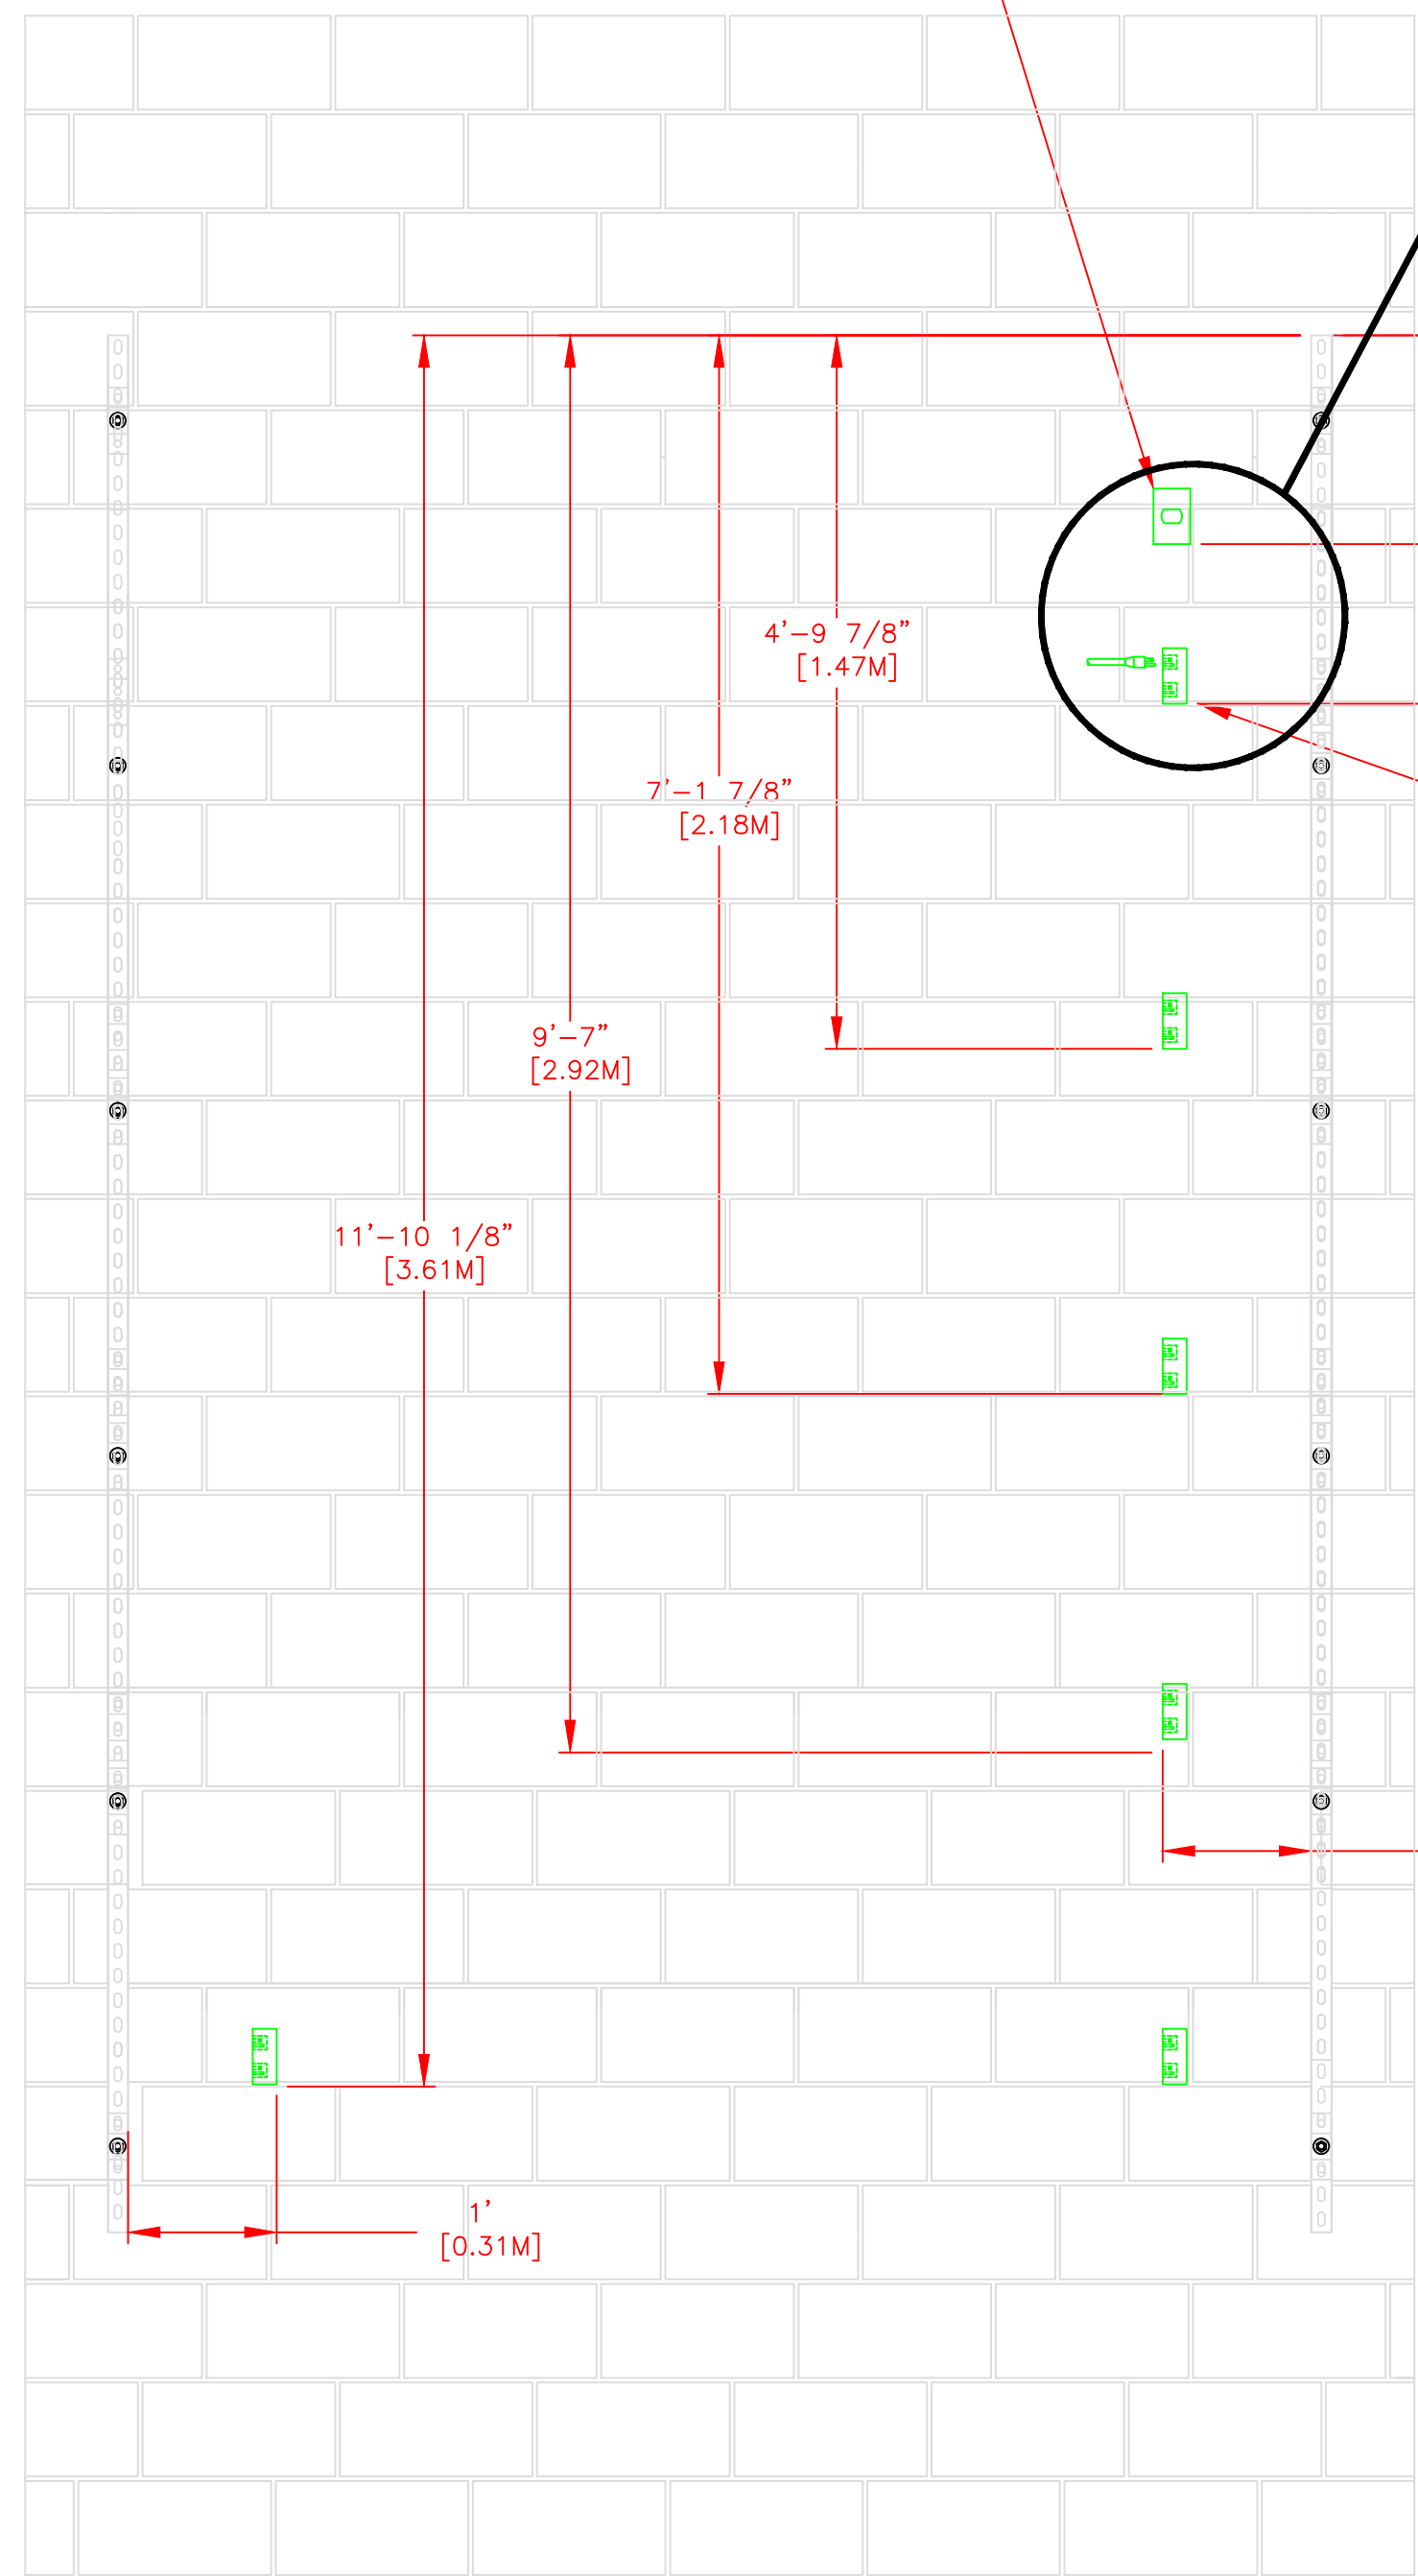 4'-9 7/8"
[1.47M]
7'-1 7/8"
[2.18M]
9'-7"
[2.92M]
11'-10 1/8"
[3.61M]
1'
[0.31M]